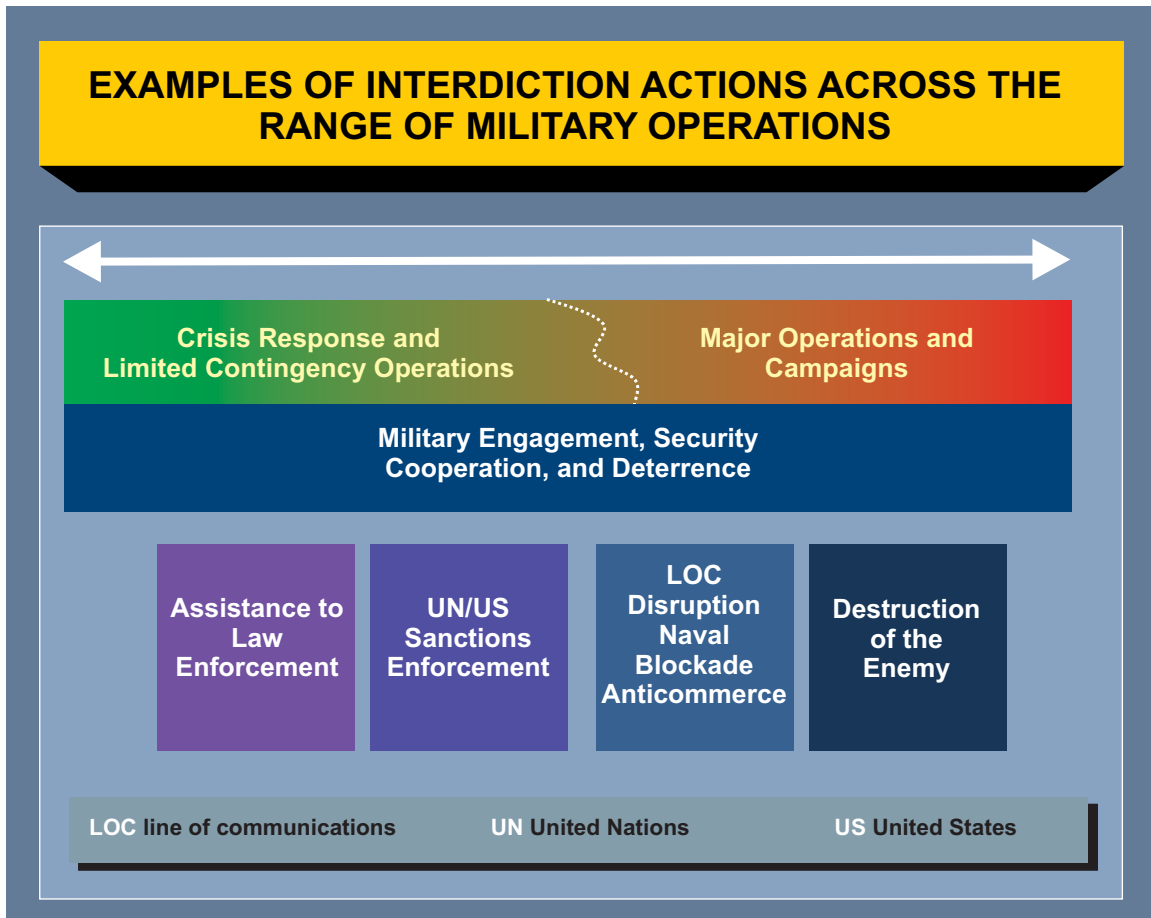 EXAMPLES OF INTERDICTION ACTIONS ACROSS THE
RANGE OF MILITARY OPERATIONS
Crisis Response and
Limited Contingency Operations
Major Operations and
Campaigns
Military Engagement, Security
Cooperation, and Deterrence
Assistance to
Law
Enforcement
UN/US
Sanctions
Enforcement
LOC
Disruption
Naval
Blockade
Anticommerce
Destruction
of the
Enemy
LOC line of communications UN United Nations US United States